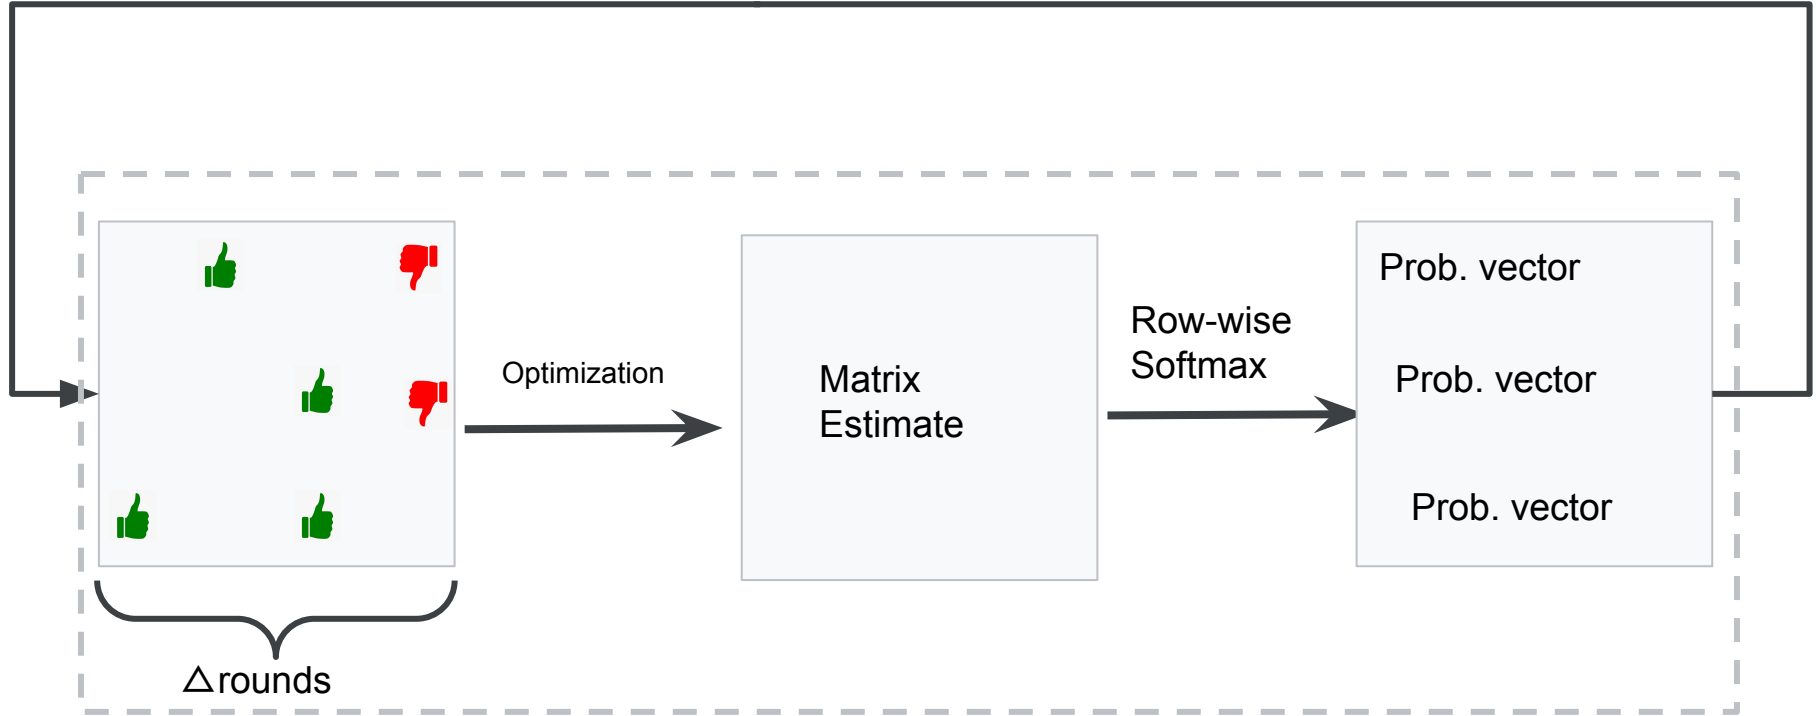 Prob. vector
Row-wise
Softmax
Optimization
Matrix
Estimate
Prob. vector
Prob. vector
△rounds